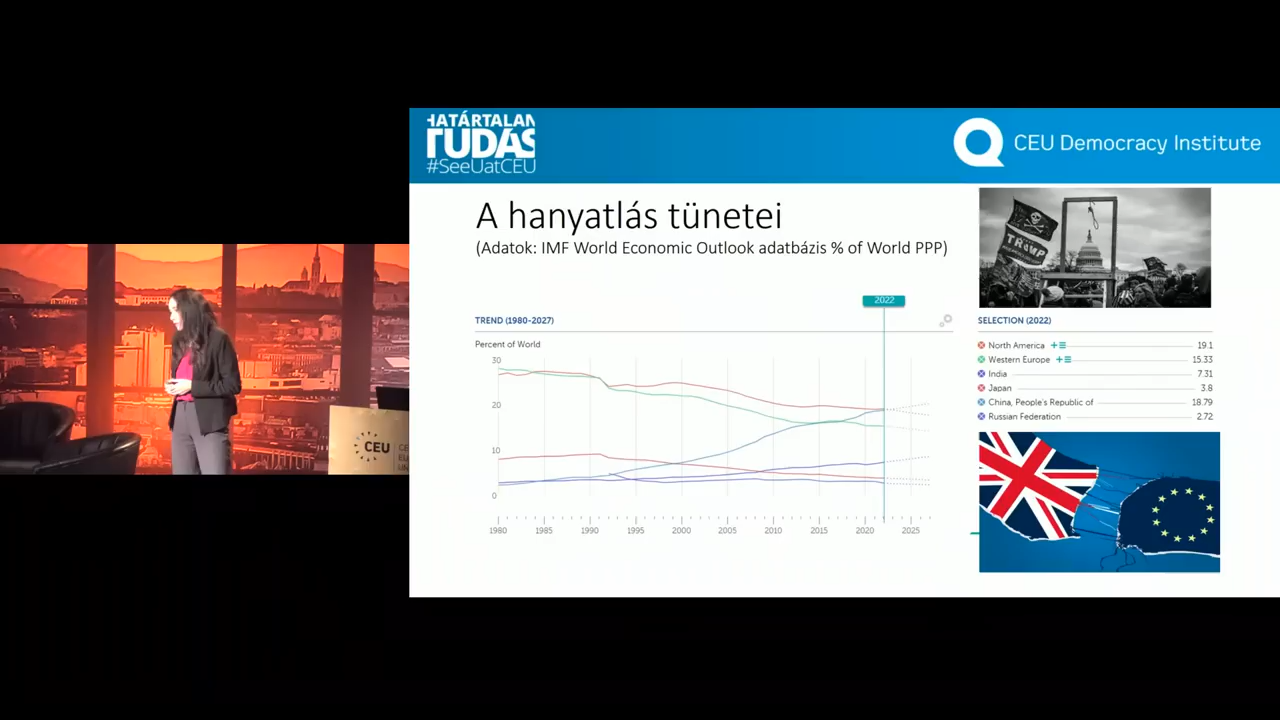 HATÁRTALAN
TUDÁS
#SeeUatCEU
CEU Democracy Institute
A hanyatlás tünetei
(Adatok: IMF World Economic Outlook adatbázis % of World PPP)
TRUMP
2022
TREND (1980-2027)
Percent of World
30
20
10
0
1980 1985 1990 1995 2000 2005 2010 2015 2020 2025
SELECTION (2022)
North America 19.1
Western Europe 15.33
India 7.31
Japan 3.8
China, People's Republic of 18.79
Russian Federation 2.72
CEU